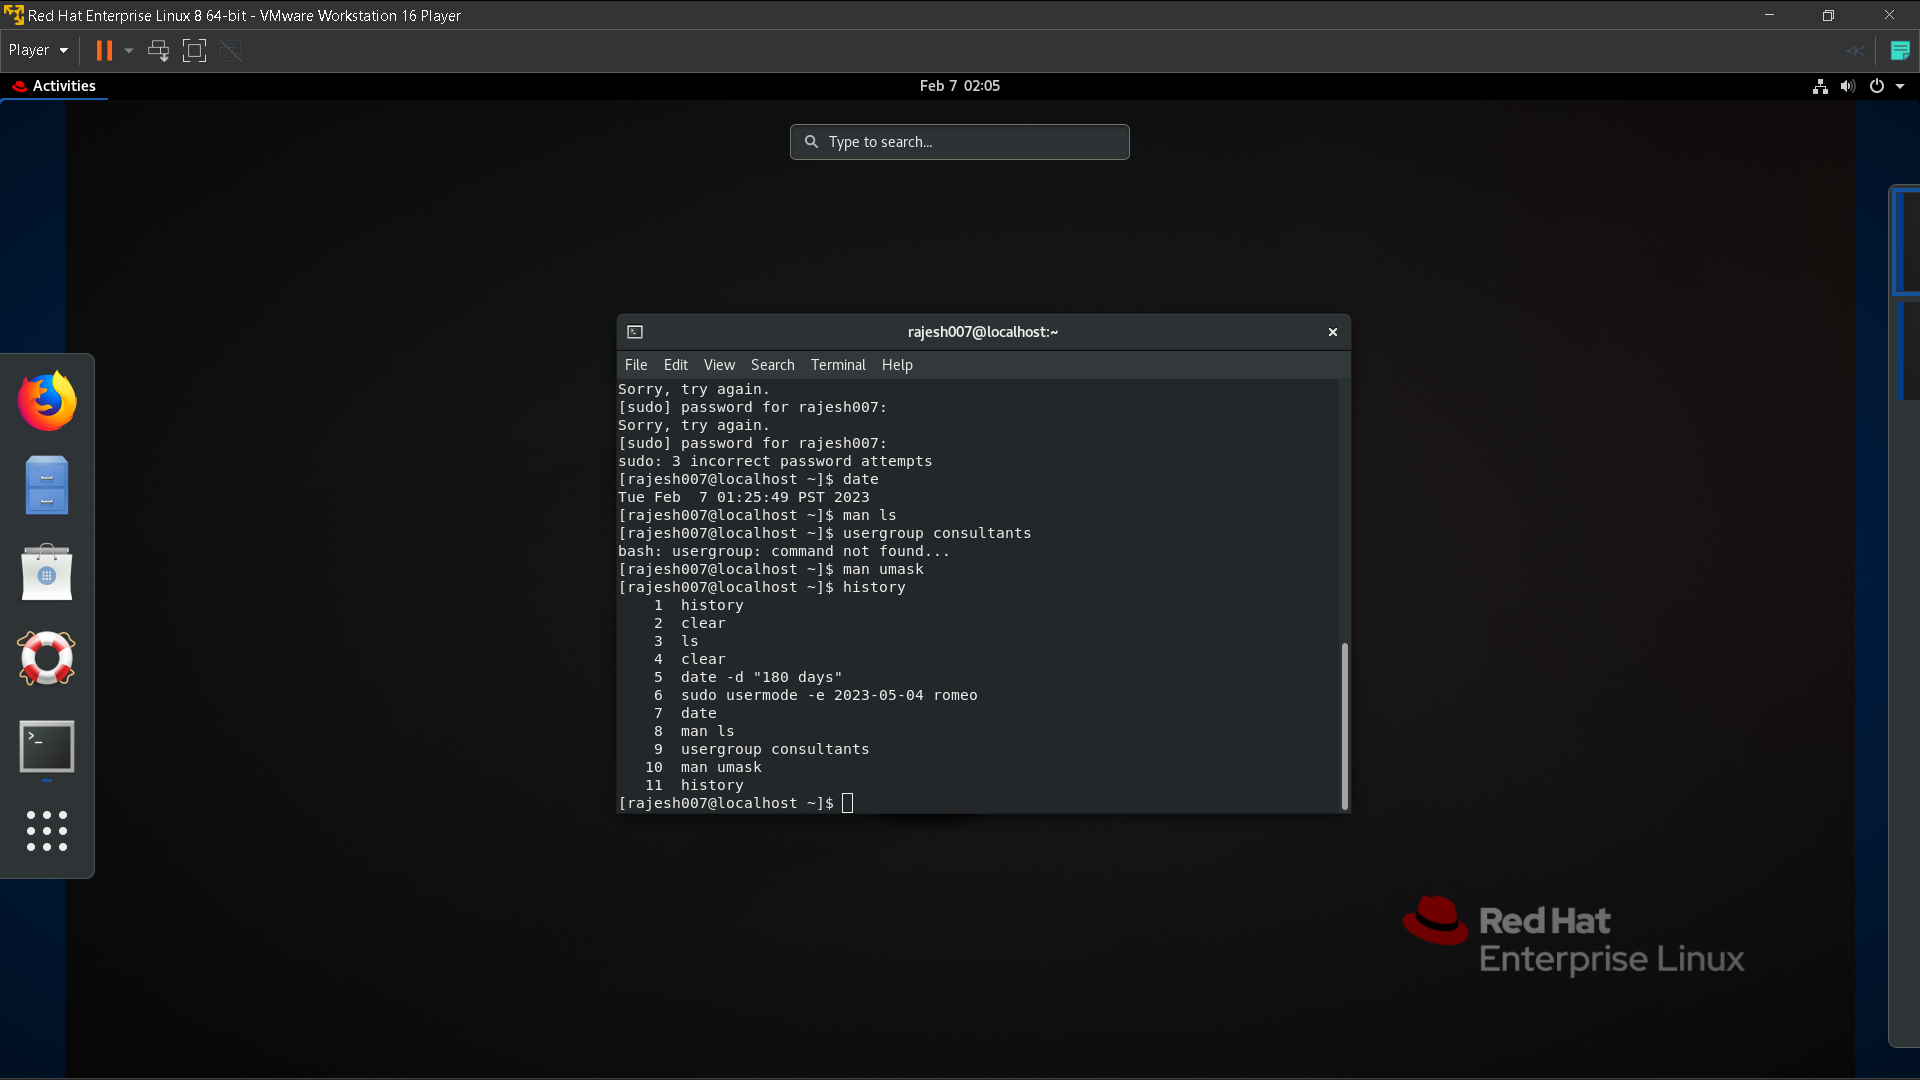 Red Hat Enterprise Linux 8 64-bit - VMware Workstation 16 Player
Player
Activities
Feb 7 02:05
Type to search...
rajesh007@localhost:~
File Edit View Search Terminal Help
Sorry, try again.
[sudo] password for rajesh007:
Sorry, try again.
[sudo] password for rajesh007:
sudo: 3 incorrect password attempts
[rajesh007@localhost ~]$ date
Tue Feb  7 01:25:49 PST 2023
[rajesh007@localhost ~]$ man ls
[rajesh007@localhost ~]$ usergroup consultants
bash: usergroup: command not found...
[rajesh007@localhost ~]$ man umask
[rajesh007@localhost ~]$ history
1  history
2  clear
3  ls
4  clear
5  date -d "180 days"
6  sudo usermode -e 2023-05-04 romeo
7  date
8  man ls
9  usergroup consultants
10  man umask
11  history
[rajesh007@localhost ~]$
Red Hat
Enterprise Linux